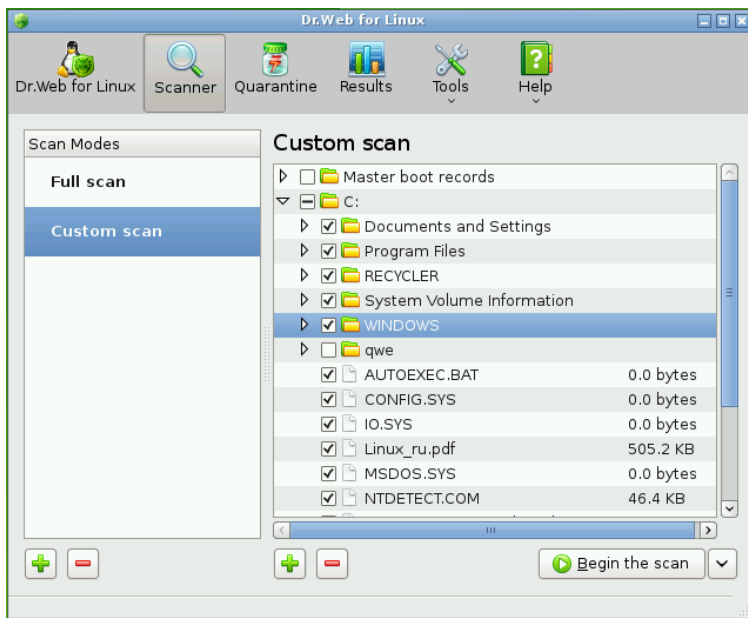 Dr.Web for Linux
Dr.Web for Linux Scanner Quarantine Results Tools Help
Scan Modes
Full scan
Custom scan
Custom scan
Master boot records
C:
Documents and Settings
Program Files
RECYCLER
System Volume Information
WINDOWS
qwe
AUTOEXEC.BAT 0.0 bytes
CONFIG.SYS 0.0 bytes
IO.SYS 0.0 bytes
Linux_ru.pdf 505.2 KB
MSDOS.SYS 0.0 bytes
NTDETECT.COM 46.4 KB
Begin the scan